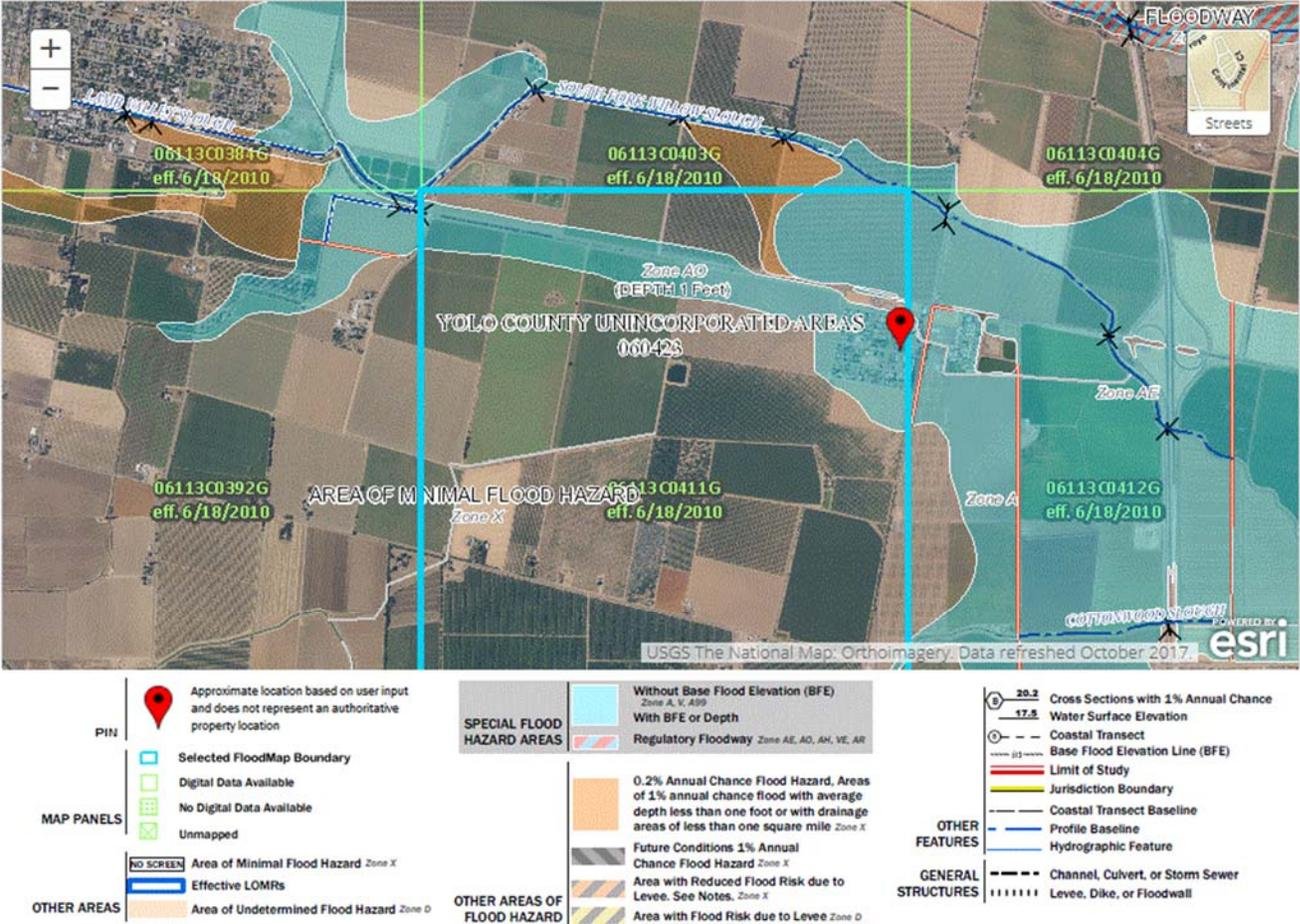 +
−
FLOODWAY
Streets
LAMB VALLEY SLOUGH
SOUTH FORK WILLOW SLOUGH
06113C0384G
eff. 6/18/2010
06113C0403G
eff. 6/18/2010
06113C0404G
eff. 6/18/2010
Zone AO
(DEPTH 1 Feet)
YOLO COUNTY UNINCORPORATED AREAS
060423
Zone AE
06113C0392G
eff. 6/18/2010
AREA OF MINIMAL FLOOD HAZARD
Zone X
06113C0411G
eff. 6/18/2010
Zone A
06113C0412G
eff. 6/18/2010
COTTONWOOD SLOUGH
POWERED BY
esri
USGS The National Map: Orthoimagery. Data refreshed October 2017.
PIN
Approximate location based on user input
and does not represent an authoritative
property location
MAP PANELS
Selected FloodMap Boundary
Digital Data Available
No Digital Data Available
Unmapped
OTHER AREAS
NO SCREEN Area of Minimal Flood Hazard Zone X
Effective LOMRs
Area of Undetermined Flood Hazard Zone D
SPECIAL FLOOD
HAZARD AREAS
Without Base Flood Elevation (BFE)
Zone A, V, A99
With BFE or Depth
Regulatory Floodway Zone AE, AO, AH, VE, AR
OTHER AREAS OF
FLOOD HAZARD
0.2% Annual Chance Flood Hazard, Areas
of 1% annual chance flood with average
depth less than one foot or with drainage
areas of less than one square mile Zone X
Future Conditions 1% Annual
Chance Flood Hazard Zone X
Area with Reduced Flood Risk due to
Levee. See Notes. Zone X
Area with Flood Risk due to Levee Zone D
OTHER
FEATURES
B 20.2 Cross Sections with 1% Annual Chance
17.5 Water Surface Elevation
Coastal Transect
Base Flood Elevation Line (BFE)
Limit of Study
Jurisdiction Boundary
Coastal Transect Baseline
Profile Baseline
Hydrographic Feature
GENERAL
STRUCTURES
Channel, Culvert, or Storm Sewer
Levee, Dike, or Floodwall